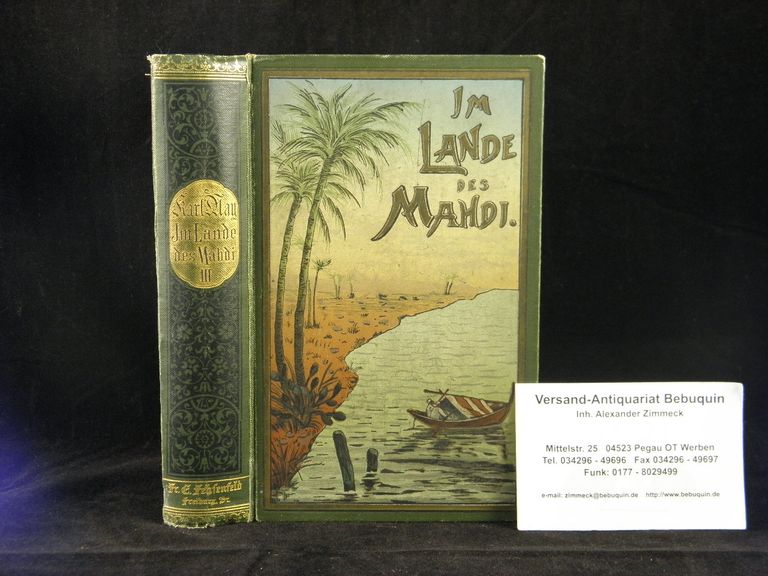 Karl May
Im Lande
des Mahdi
III
Fr. E. Fehsenfeld
Freiburg, Br.
IM
LANDE
DES
MAHDI.
Versand-Antiquariat Bebuquin
Inh. Alexander Zimmeck
Mittelstr. 25 04523 Pegau OT Werben
Tel. 034296 - 49696 Fax 034296 - 49697
Funk: 0177 - 8029499
e-mail: zimmeck@bebuquin.de http://www.bebuquin.de